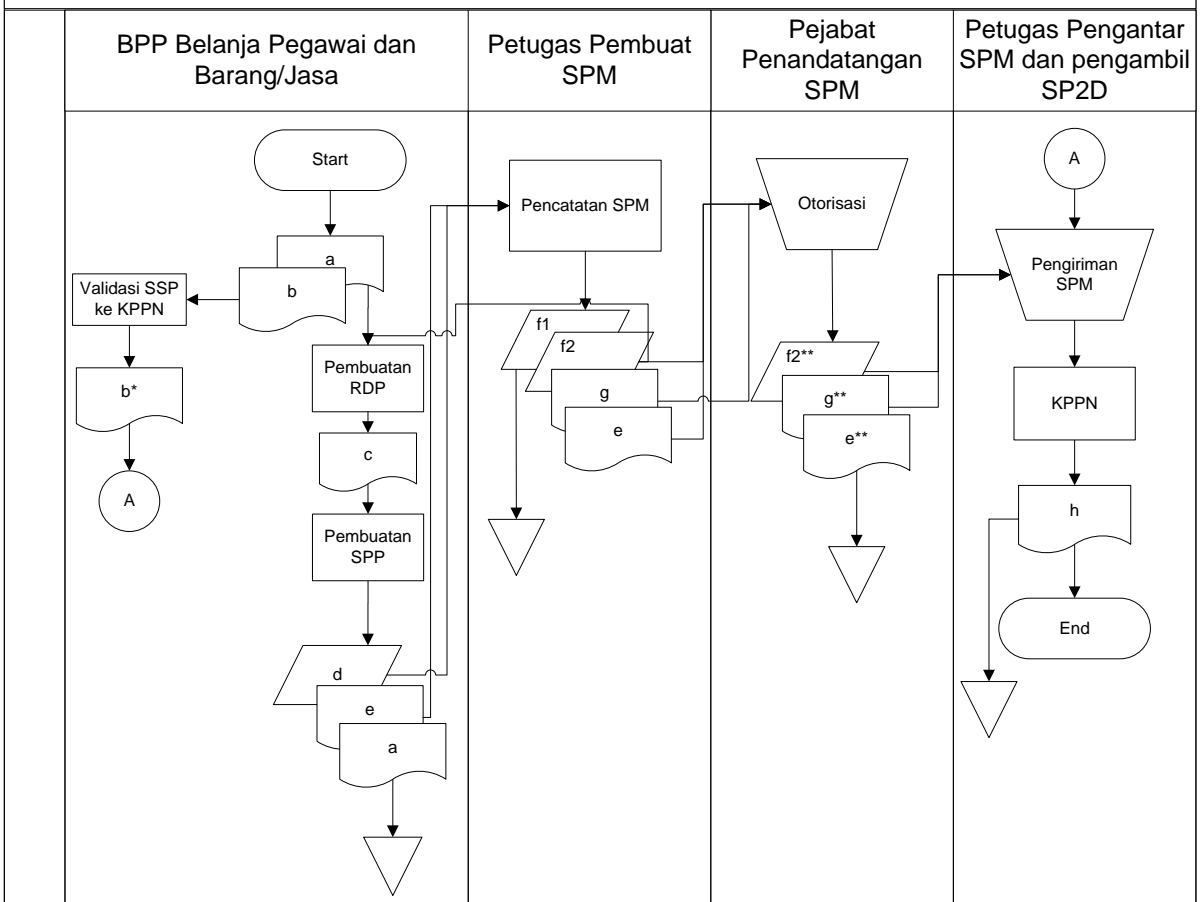 BPP Belanja Pegawai dan
Barang/Jasa
Petugas Pembuat
SPM
Pejabat
Penandatangan
SPM
Petugas Pengantar
SPM dan pengambil
SP2D
Start
a
b
Validasi SSP
ke KPPN
b*
A
Pembuatan
RDP
c
Pembuatan
SPP
d
e
a
Pencatatan SPM
f1
f2
g
e
Otorisasi
f2**
g**
e**
A
Pengiriman
SPM
KPPN
h
End